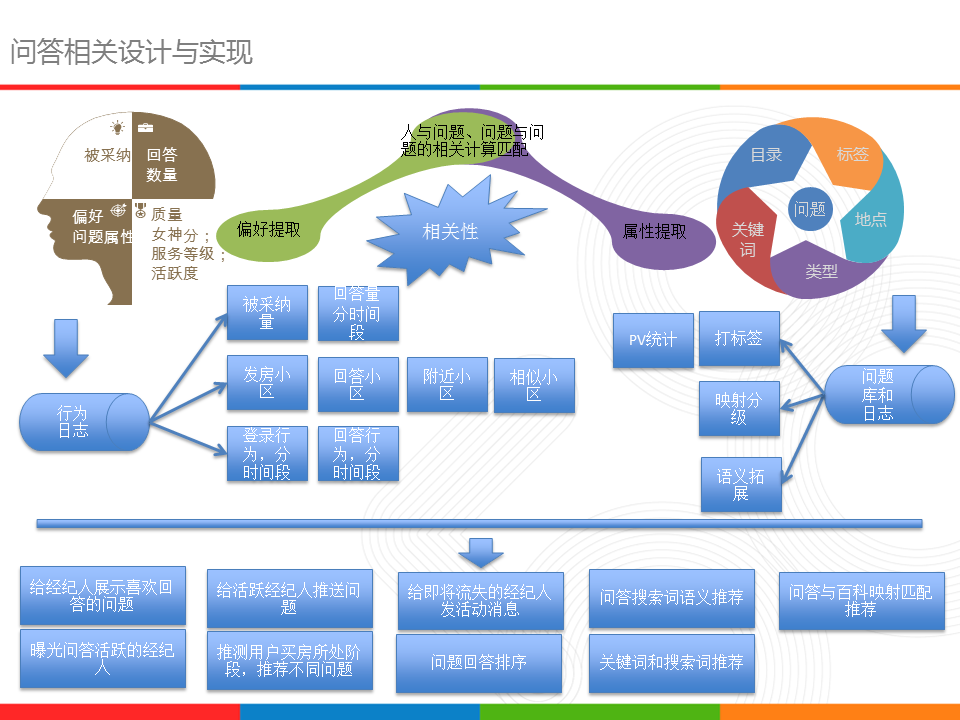 问答相关设计与实现
被采纳
回答
数量
偏好
问题属性
质量
女神分；
服务等级；
活跃度
人与问题、问题与问
题的相关计算匹配
偏好提取
相关性
属性提取
目录
标签
地点
类型
关键
词
问题
行为
日志
被采纳
量
回答量
分时间
段
发房小
区
回答小
区
附近小
区
相似小
区
登录行
为，分
时间段
回答行
为，分
时间段
PV统计
打标签
映射分
级
语义拓
展
问题
库和
日志
给经纪人展示喜欢回
答的问题
给活跃经纪人推送问
题
给即将流失的经纪人
发活动消息
问答搜索词语义推荐
问答与百科映射匹配
推荐
曝光问答活跃的经纪
人
推测用户买房所处阶
段，推荐不同问题
问题回答排序
关键词和搜索词推荐